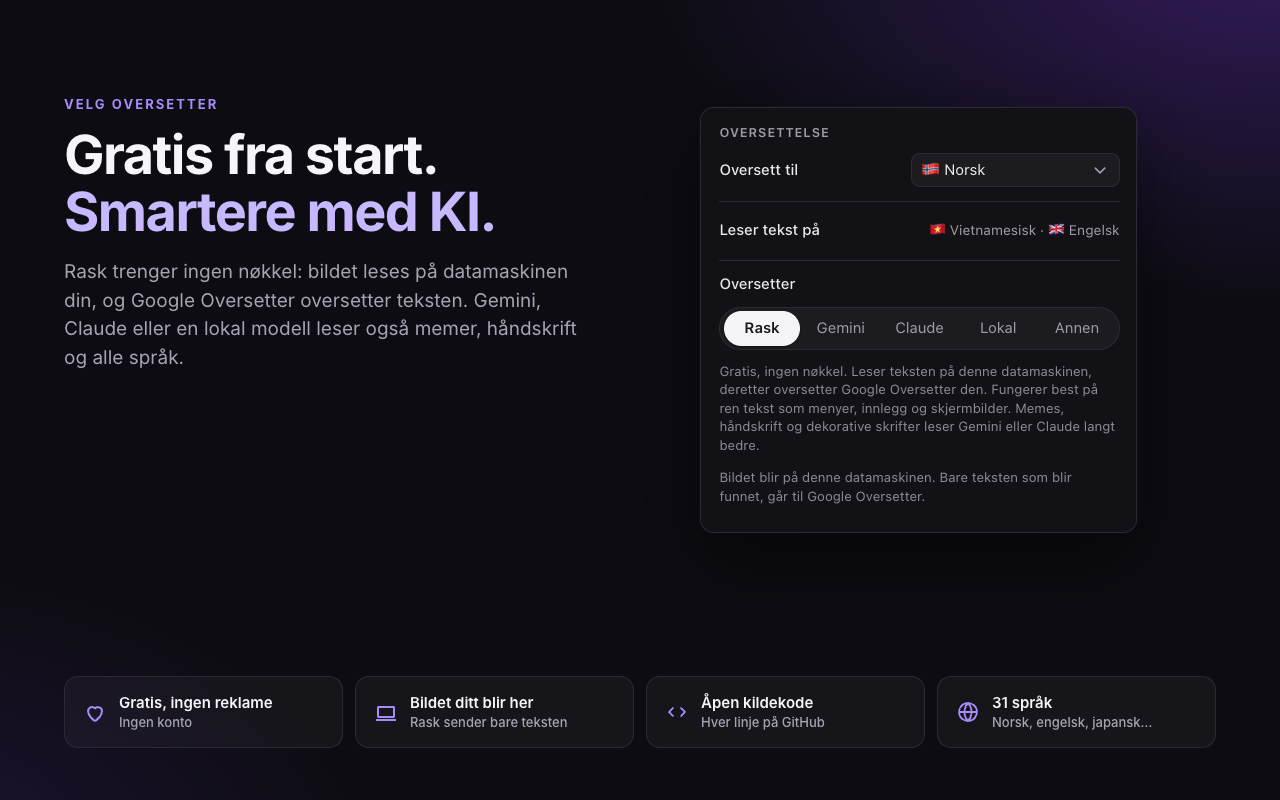 VELG OVERSETTER
Gratis fra start.
Smartere med KI.
Rask trenger ingen nøkkel: bildet leses på datamaskinen
din, og Google Oversetter oversetter teksten. Gemini,
Claude eller en lokal modell leser også memer, håndskrift
og alle språk.
OVERSETTELSE
Oversett til
Norsk
Leser tekst på
Vietnamesisk · Engelsk
Oversetter
Rask
Gemini
Claude
Lokal
Annen
Gratis, ingen nøkkel. Leser teksten på denne datamaskinen,
deretter oversetter Google Oversetter den. Fungerer best på
ren tekst som menyer, innlegg og skjermbilder. Memes,
håndskrift og dekorative skrifter leser Gemini eller Claude langt
bedre.
Bildet blir på denne datamaskinen. Bare teksten som blir
funnet, går til Google Oversetter.
Gratis, ingen reklame
Ingen konto
Bildet ditt blir her
Rask sender bare teksten
Åpen kildekode
Hver linje på GitHub
31 språk
Norsk, engelsk, japansk…